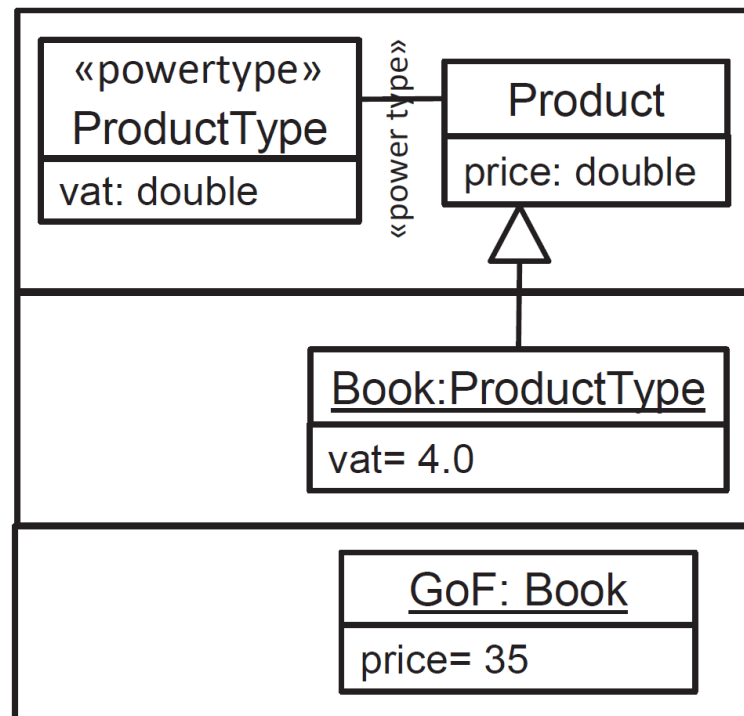 «powertype»
ProductType
vat: double
«power type»
Product
price: double
Book:ProductType
vat= 4.0
GoF: Book
price= 35